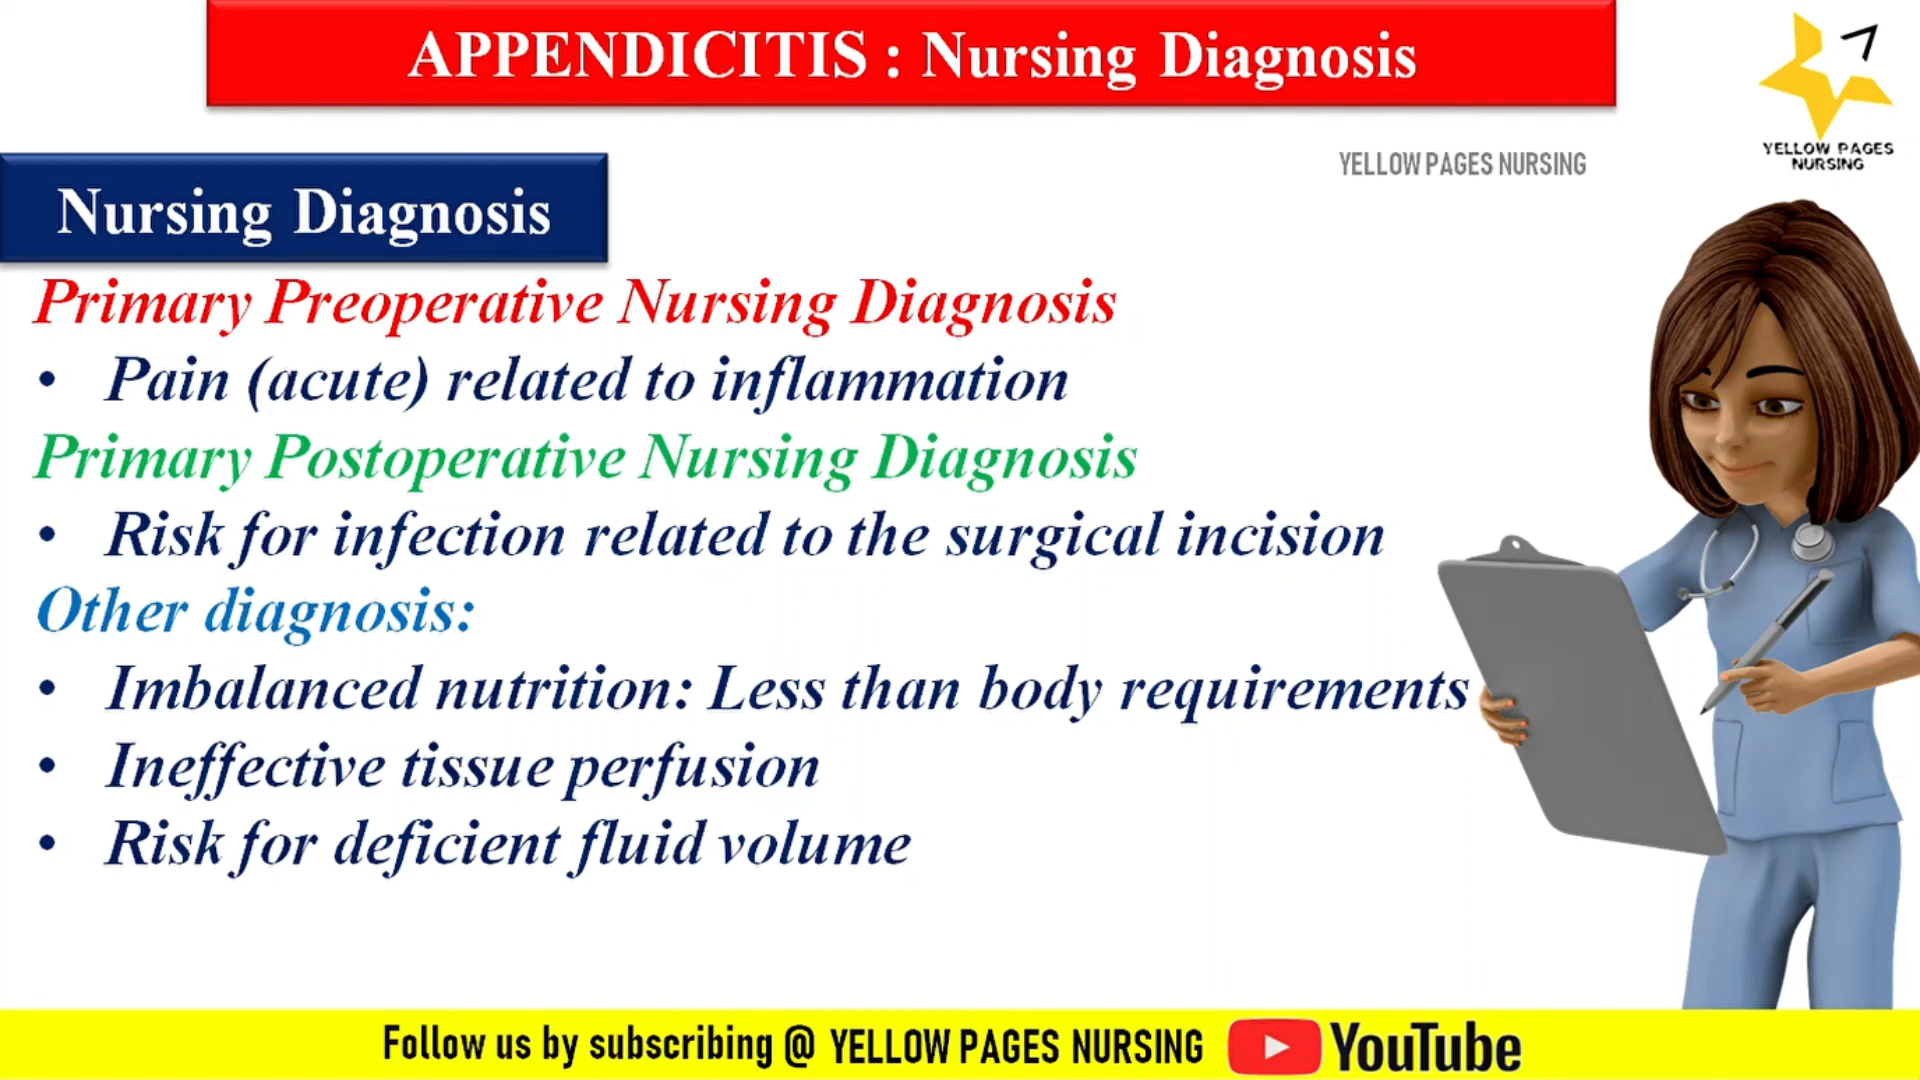 APPENDICITIS : Nursing Diagnosis
YELLOW PAGES
NURSING
YELLOW PAGES NURSING
Nursing Diagnosis
Primary Preoperative Nursing Diagnosis
• Pain (acute) related to inflammation
Primary Postoperative Nursing Diagnosis
• Risk for infection related to the surgical incision
Other diagnosis:
• Imbalanced nutrition: Less than body requirements
• Ineffective tissue perfusion
• Risk for deficient fluid volume
Follow us by subscribing @ YELLOW PAGES NURSING YouTube